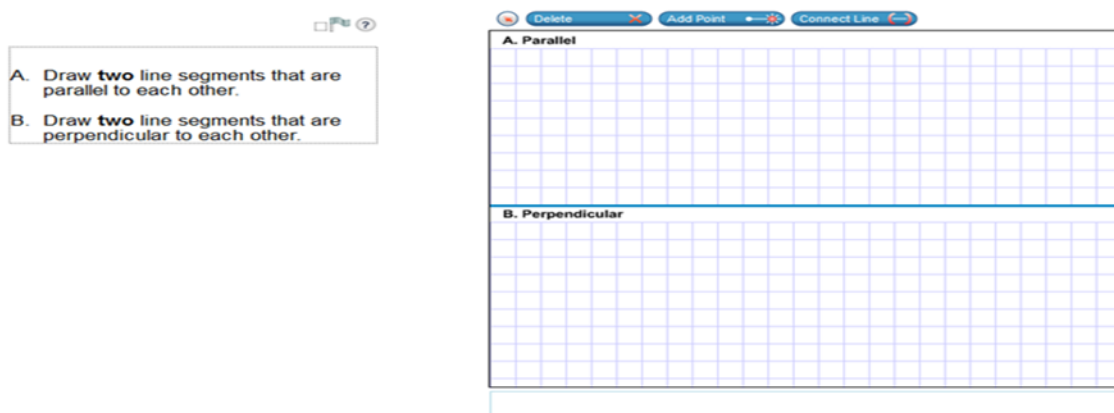 Delete
Add Point
Connect Line
?
A. Parallel
A. Draw two line segments that are
parallel to each other.
B. Draw two line segments that are
perpendicular to each other.
B. Perpendicular